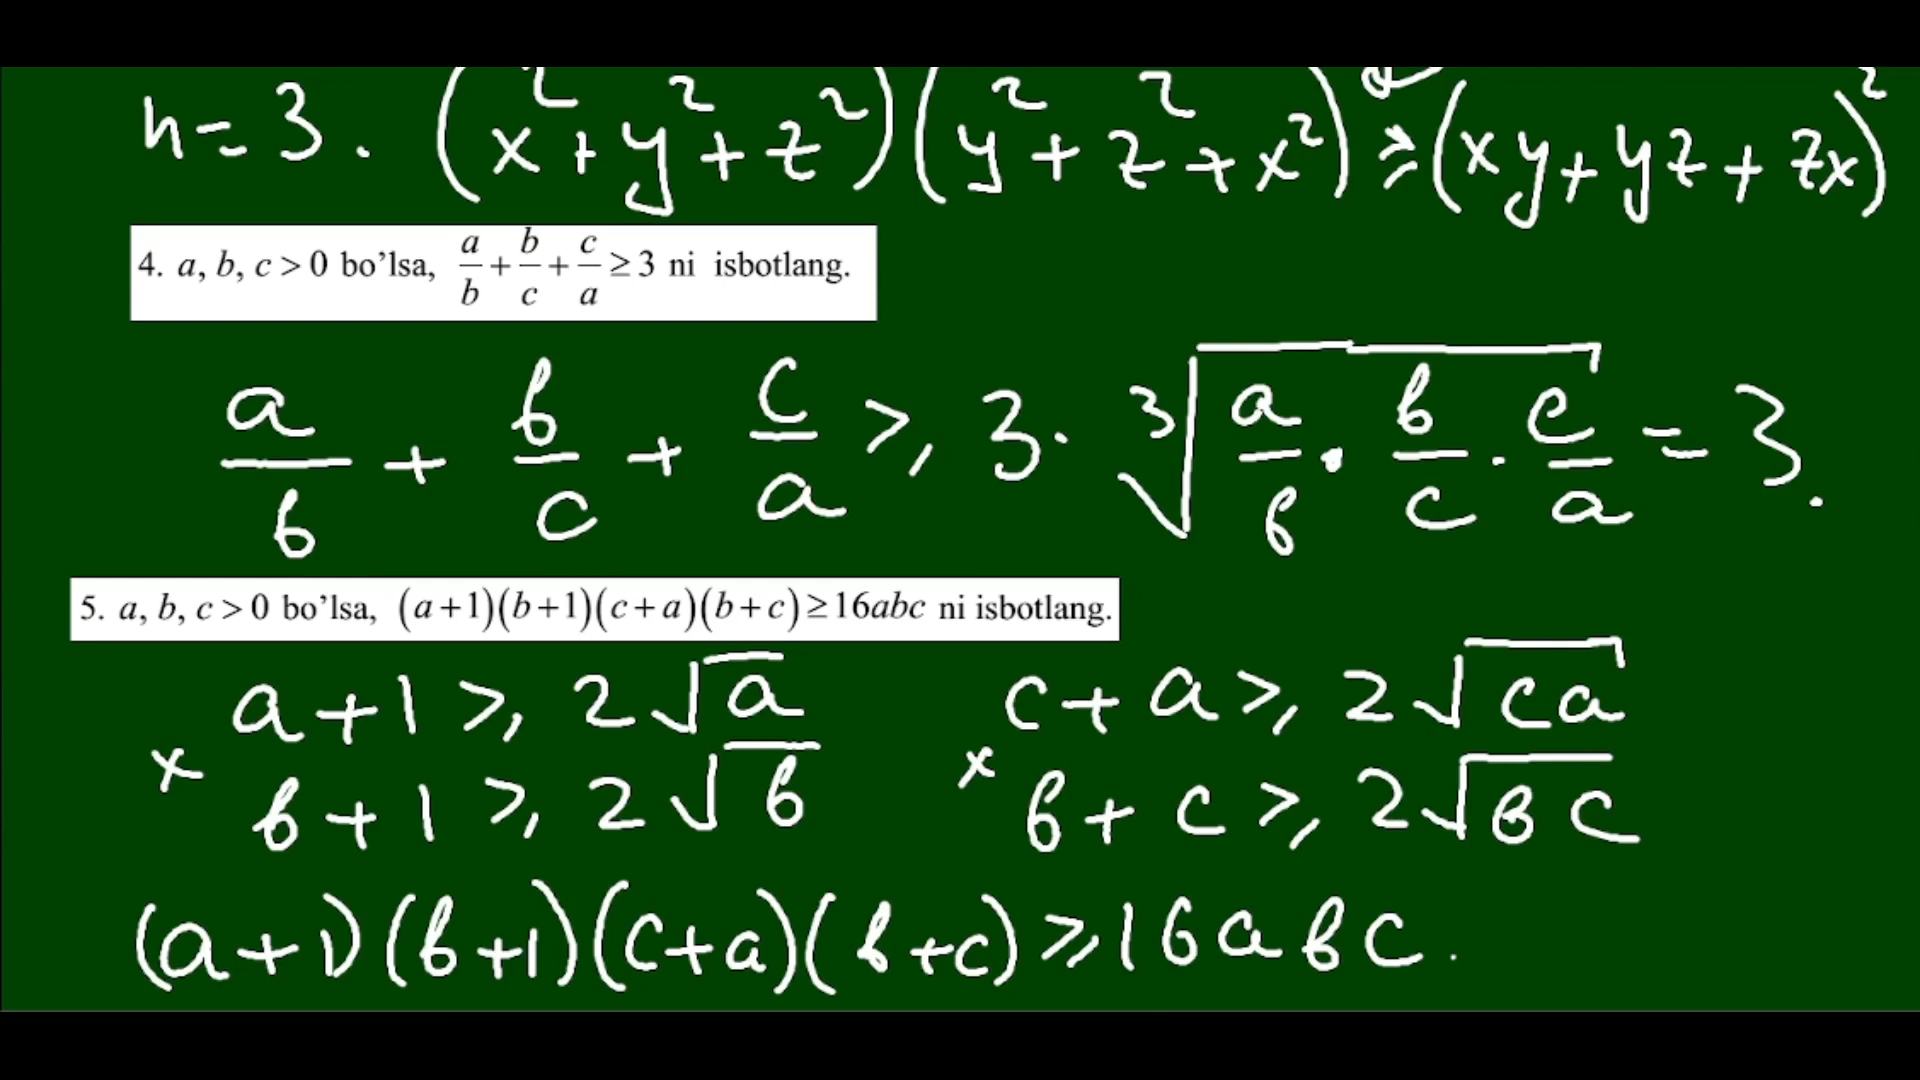 n=3. (x²+y²+z²)(y²+z²+x²)≥(xy+yz+zx)²
4. a, b, c > 0 bo’lsa, a/b + b/c + c/a ≥ 3 ni isbotlang.
a/b + b/c + c/a ≥ 3 · ∛(a/b · b/c · c/a) = 3.
5. a, b, c > 0 bo’lsa, (a+1)(b+1)(c+a)(b+c) ≥ 16abc ni isbotlang.
a+1 ≥ 2√a
×
b+1 ≥ 2√b
c+a ≥ 2√ca
×
b+c ≥ 2√bc
(a+1)(b+1)(c+a)(b+c) ≥ 16abc.